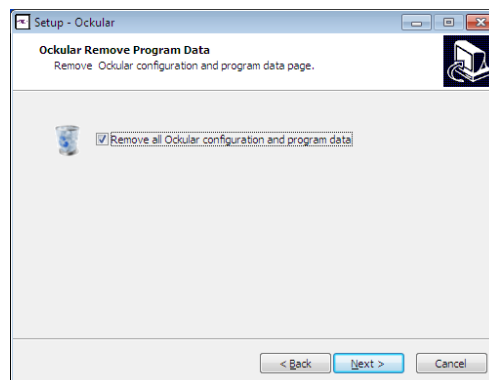 Setup - Ockular
Ockular Remove Program Data
Remove Ockular configuration and program data page.
Remove all Ockular configuration and program data
< Back
Next >
Cancel